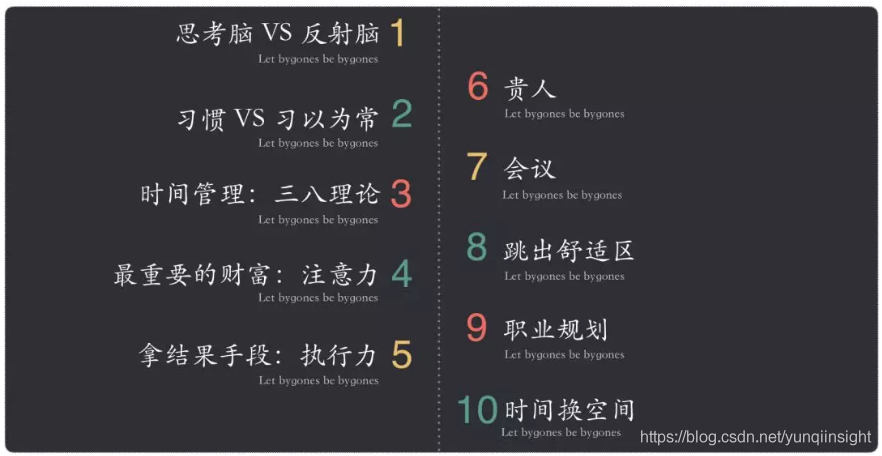 思考脑 VS 反射脑 1
Let bygones be bygones
习惯 VS 习以为常 2
Let bygones be bygones
时间管理：三八理论 3
Let bygones be bygones
最重要的财富：注意力 4
Let bygones be bygones
拿结果手段：执行力 5
Let bygones be bygones
6 贵人
Let bygones be bygones
7 会议
Let bygones be bygones
8 跳出舒适区
Let bygones be bygones
9 职业规划
Let bygones be bygones
10 时间换空间
Let bygones be bygones
https://blog.csdn.net/yunqiinsight